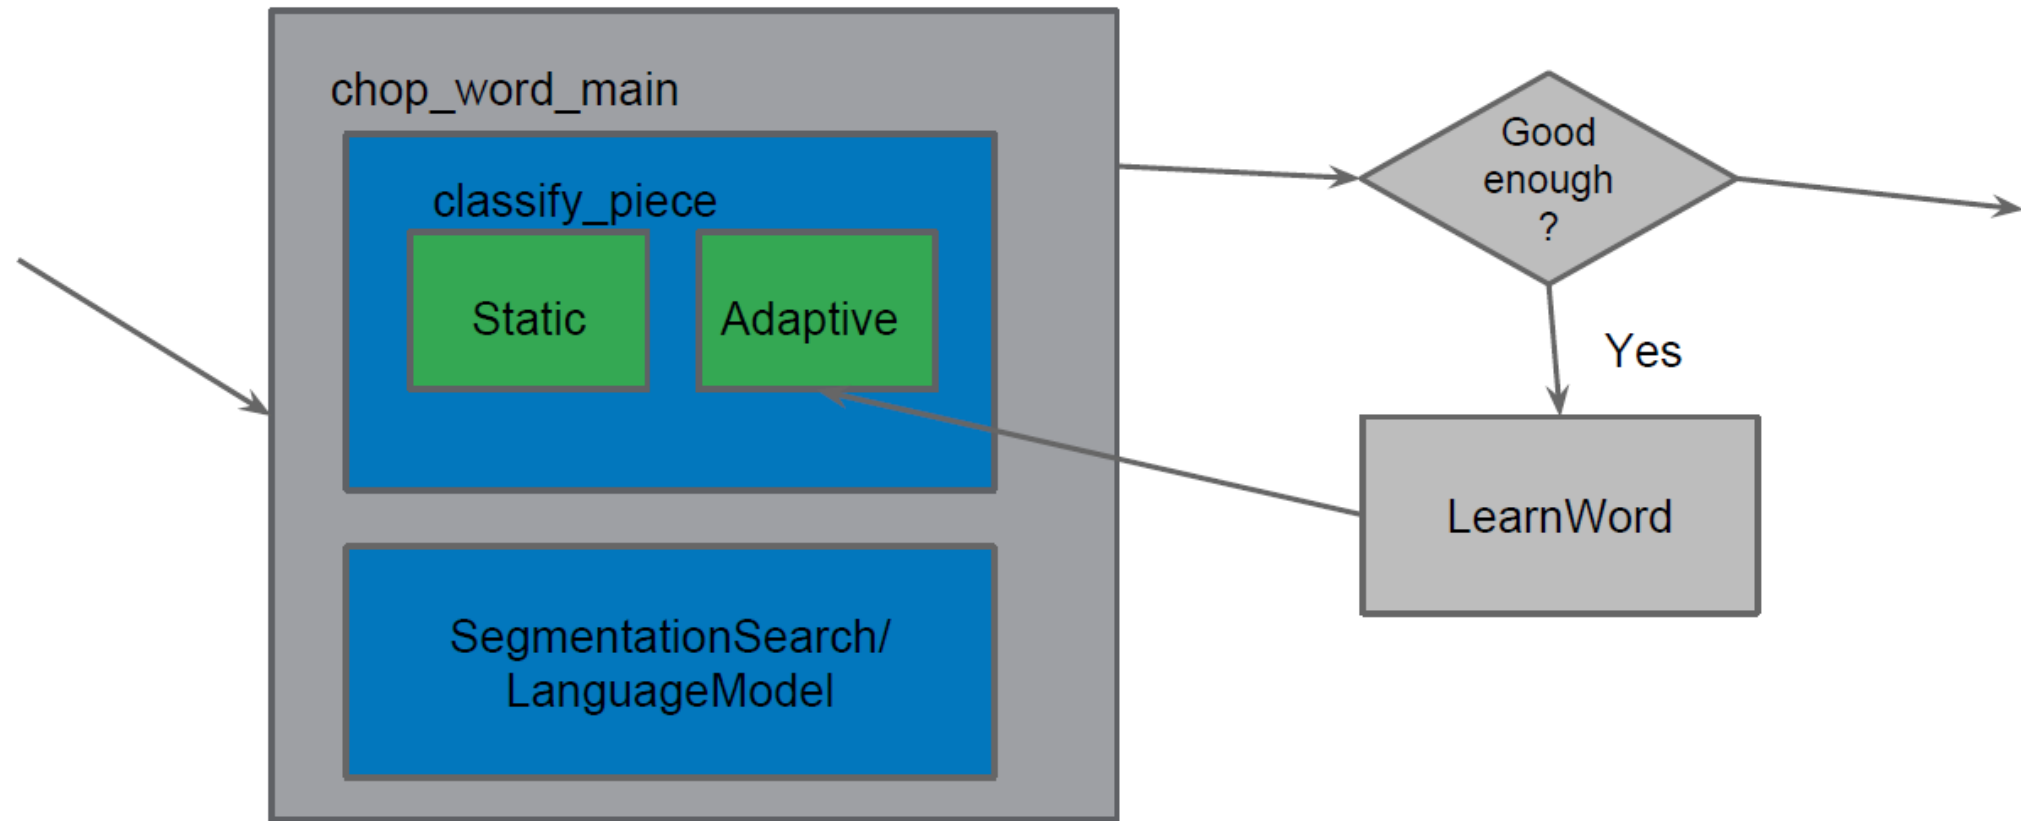 chop_word_main
classify_piece
Static
Adaptive
SegmentationSearch/
LanguageModel
Good
enough
?
Yes
LearnWord